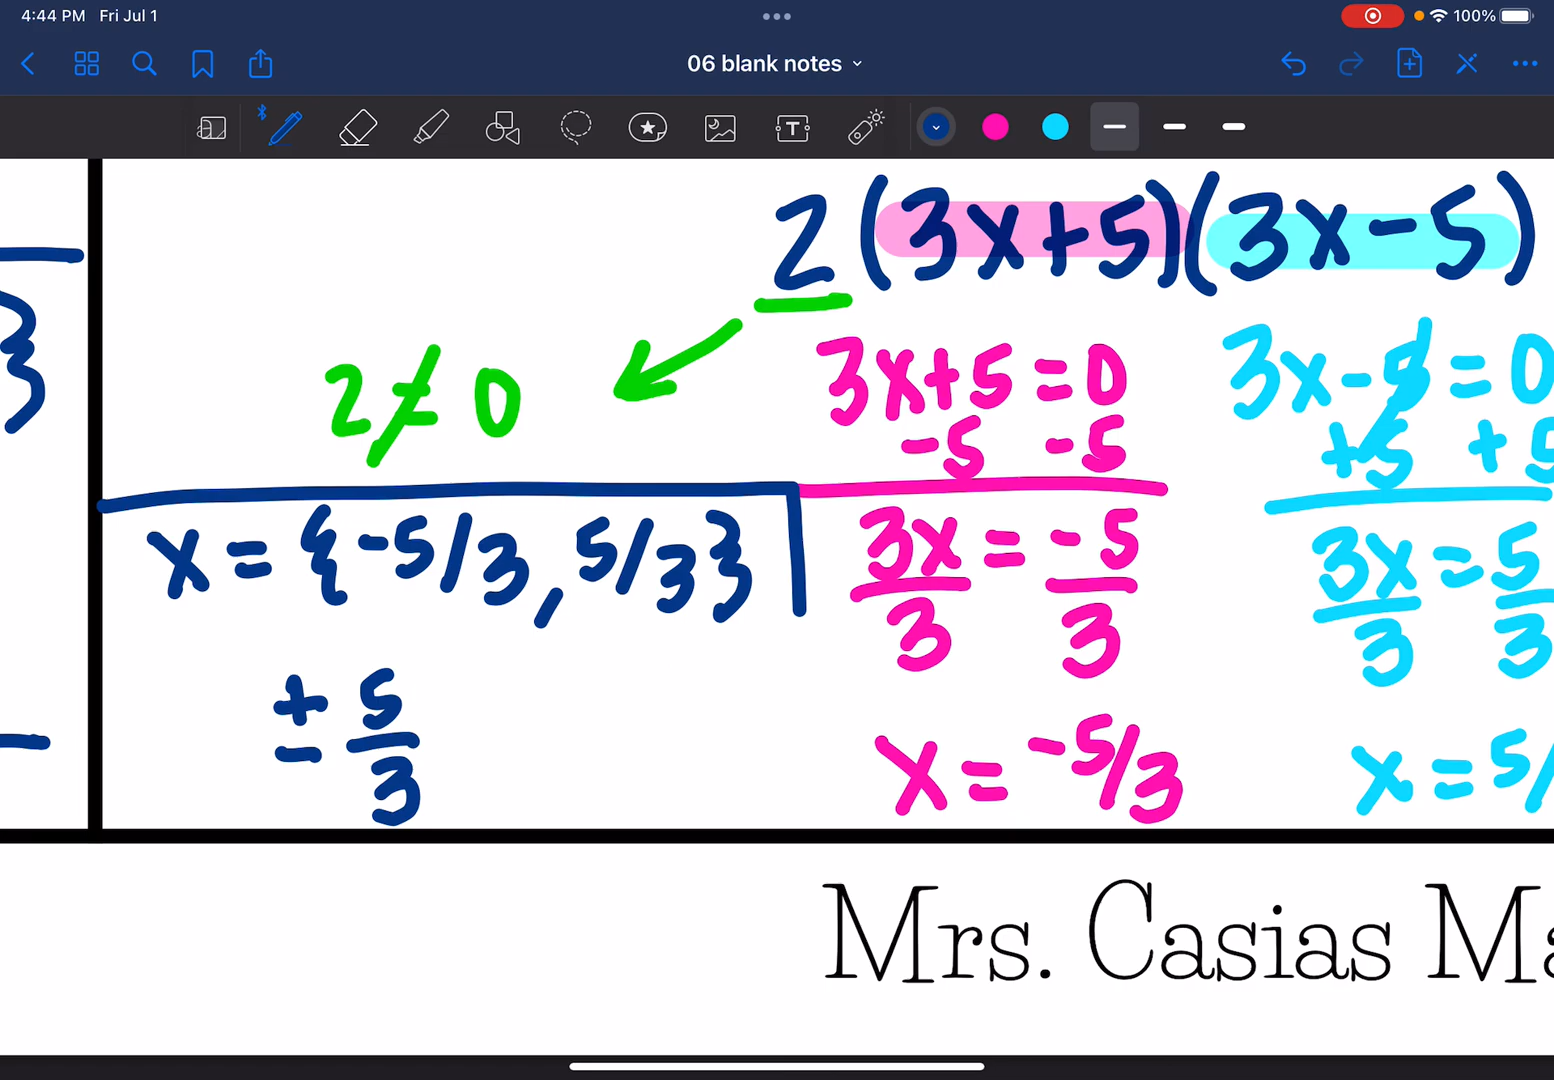 4:44 PM Fri Jul 1
100%
06 blank notes
T
2(3x+5)(3x-5)
}
2≠0
3x+5=0
-5 -5
3x-5=0
+5 +5
x={-5/3, 5/3}
3x/3=-5/3
3x/3=5/3
±5/3
x=-5/3
x=5/
Mrs. Casias Ma